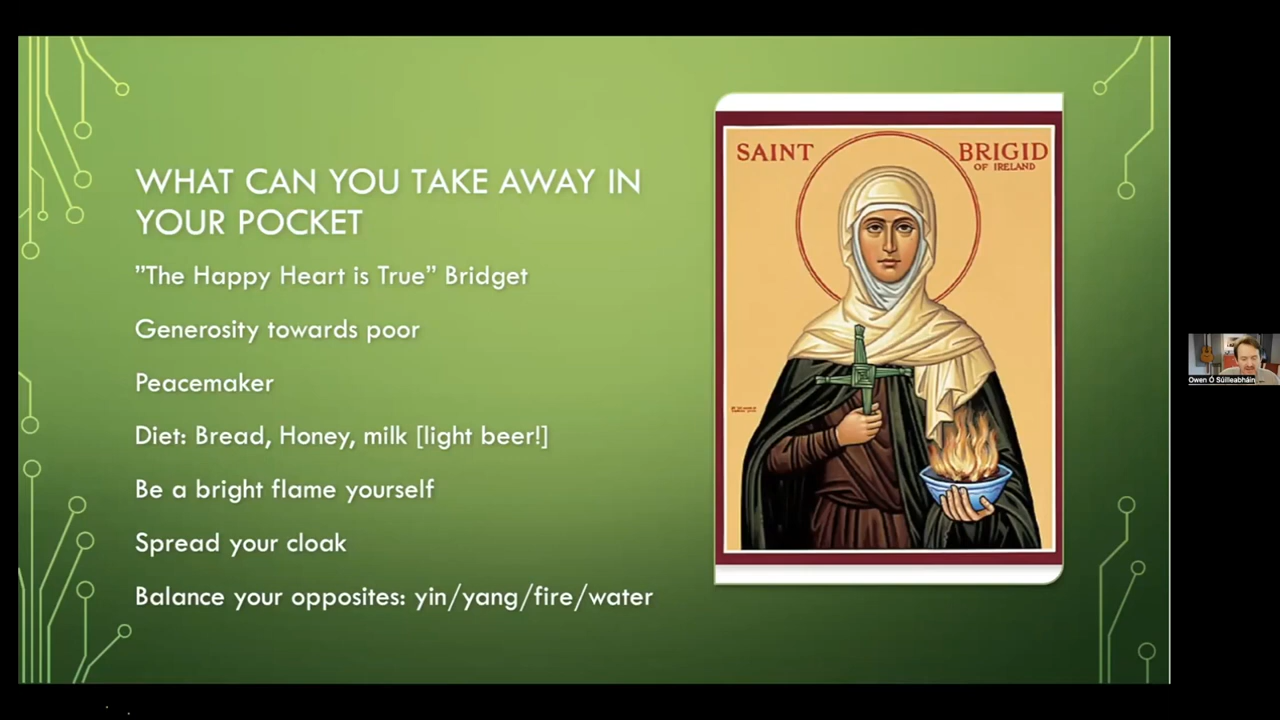 WHAT CAN YOU TAKE AWAY IN
YOUR POCKET
”The Happy Heart is True” Bridget
Generosity towards poor
Peacemaker
Diet: Bread, Honey, milk [light beer!]
Be a bright flame yourself
Spread your cloak
Balance your opposites: yin/yang/fire/water
SAINT BRIGID
OF IRELAND
Owen Ó Súilleabháin